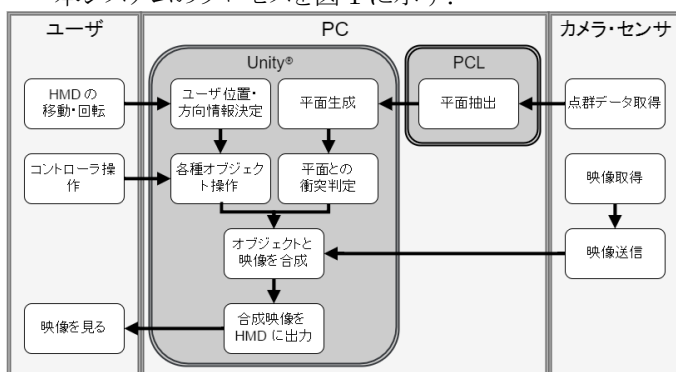 本システムのプロセスを図1に示す.
ユーザ
PC
カメラ・センサ
Unity®
PCL
HMDの
移動・回転
ユーザ位置・
方向情報決定
平面生成
平面抽出
点群データ取得
コントローラ操
作
各種オブジェク
ト操作
平面との
衝突判定
映像取得
オブジェクトと
映像を合成
映像送信
映像を見る
合成映像を
HMDに出力